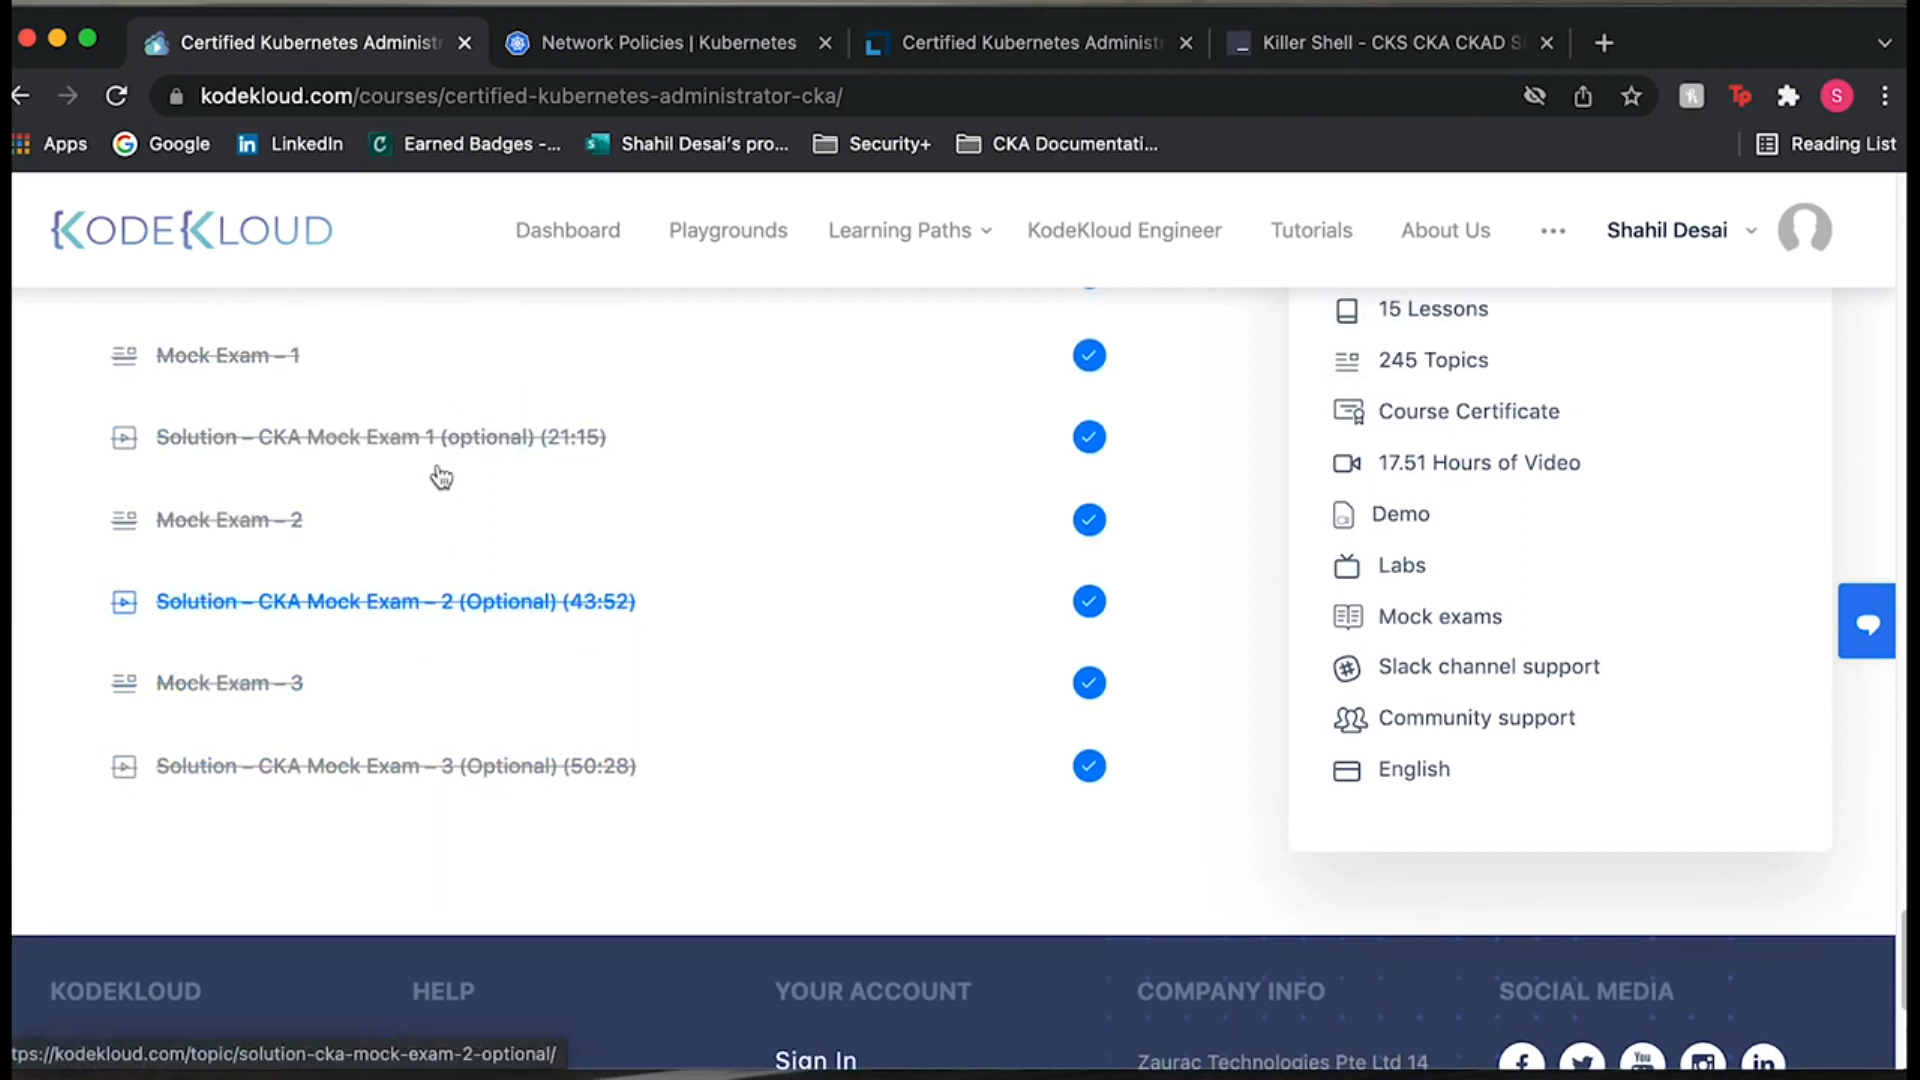 Certified Kubernetes Administr
Network Policies | Kubernetes
Certified Kubernetes Administr
Killer Shell - CKS CKA CKAD S
kodekloud.com/courses/certified-kubernetes-administrator-cka/
Tp
S
Apps
Google
LinkedIn
Earned Badges -...
Shahil Desai's pro...
Security+
CKA Documentati...
Reading List
KODEKLOUD
Dashboard
Playgrounds
Learning Paths
KodeKloud Engineer
Tutorials
About Us
Shahil Desai
Mock Exam – 1
Solution – CKA Mock Exam 1 (optional) (21:15)
Mock Exam – 2
Solution – CKA Mock Exam – 2 (Optional) (43:52)
Mock Exam – 3
Solution – CKA Mock Exam – 3 (Optional) (50:28)
15 Lessons
245 Topics
Course Certificate
17.51 Hours of Video
Demo
Labs
Mock exams
Slack channel support
Community support
English
KODEKLOUD
HELP
YOUR ACCOUNT
COMPANY INFO
SOCIAL MEDIA
Sign In
Zaurac Technologies Pte Ltd 14
You
tps://kodekloud.com/topic/solution-cka-mock-exam-2-optional/